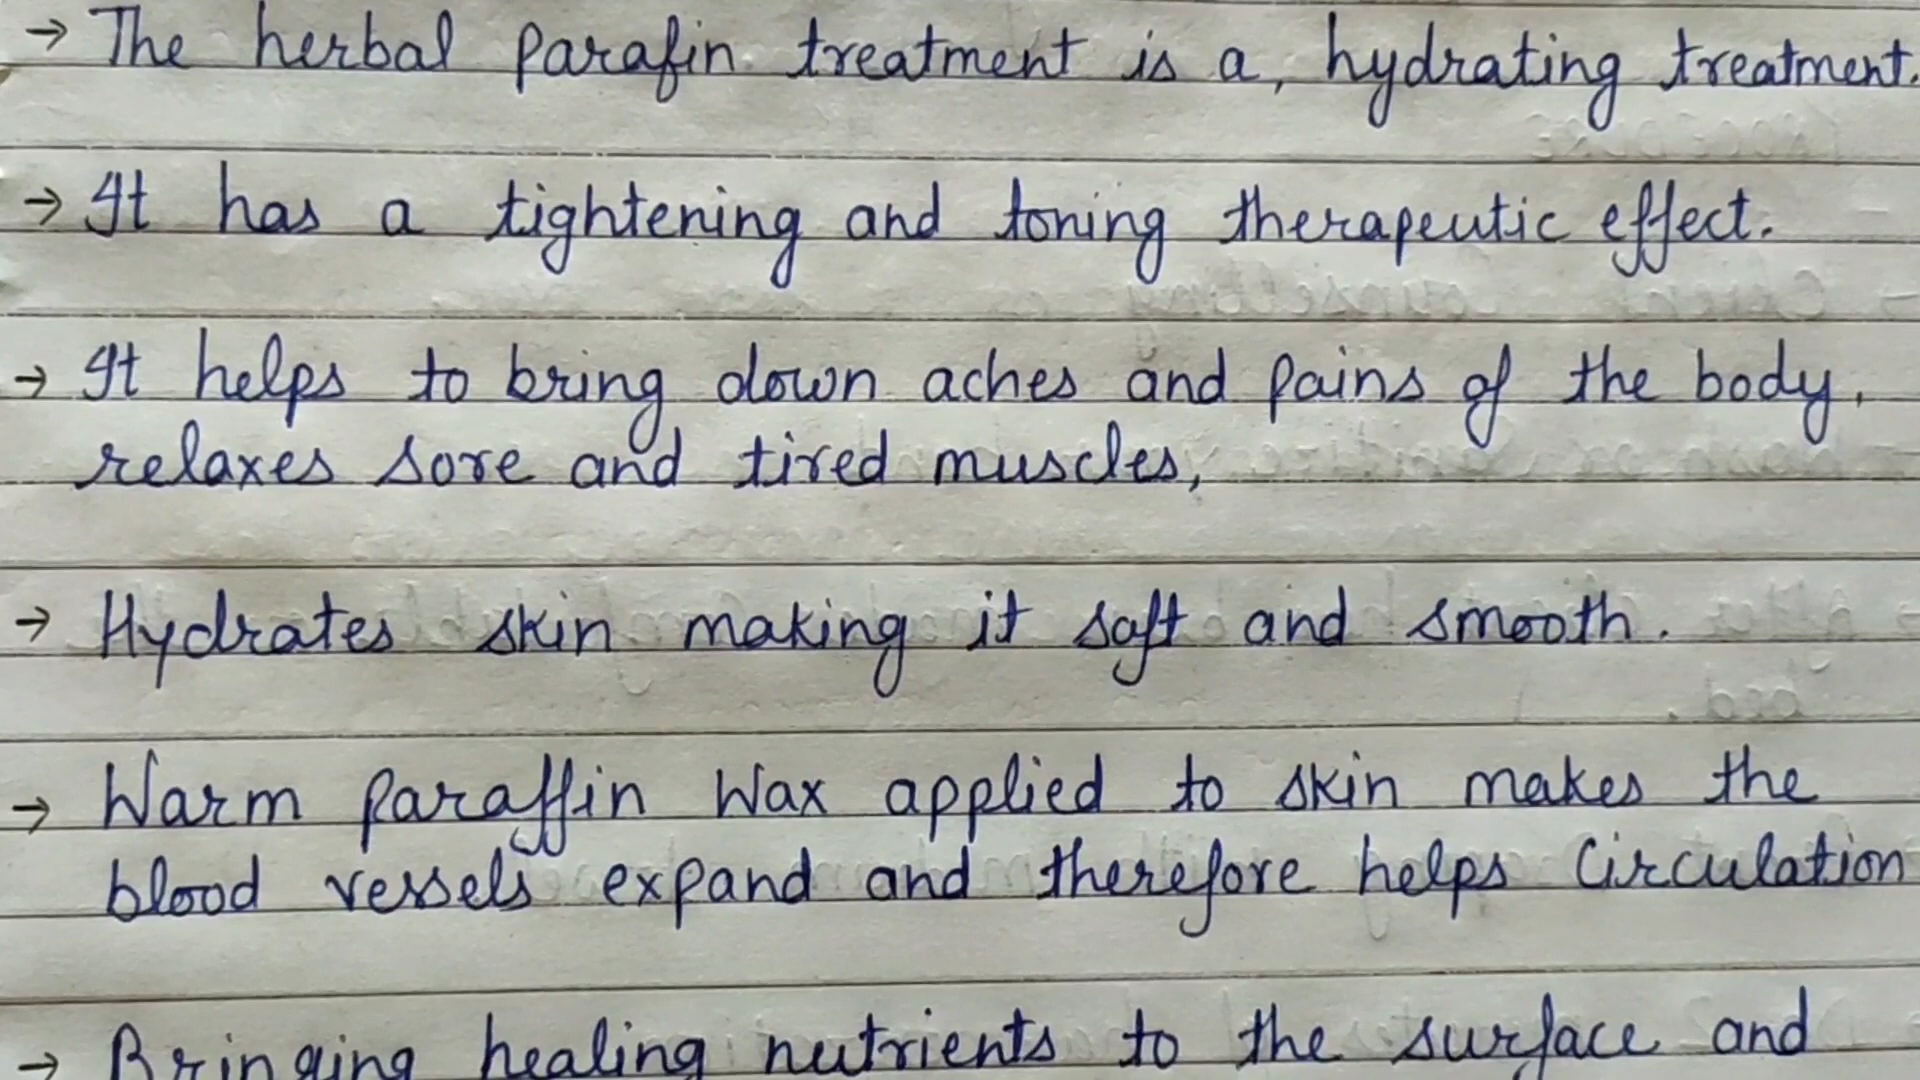 → The herbal parafin treatment is a, hydrating treatment.
→ It has a tightening and toning therapeutic effect.
→ It helps to bring down aches and pains of the body,
relaxes sore and tired muscles,
→ Hydrates skin making it soft and smooth.
→ Warm paraffin Wax applied to skin makes the
blood vessels expand and therefore helps Circulation
→ Bringing healing nutrients to the surface and